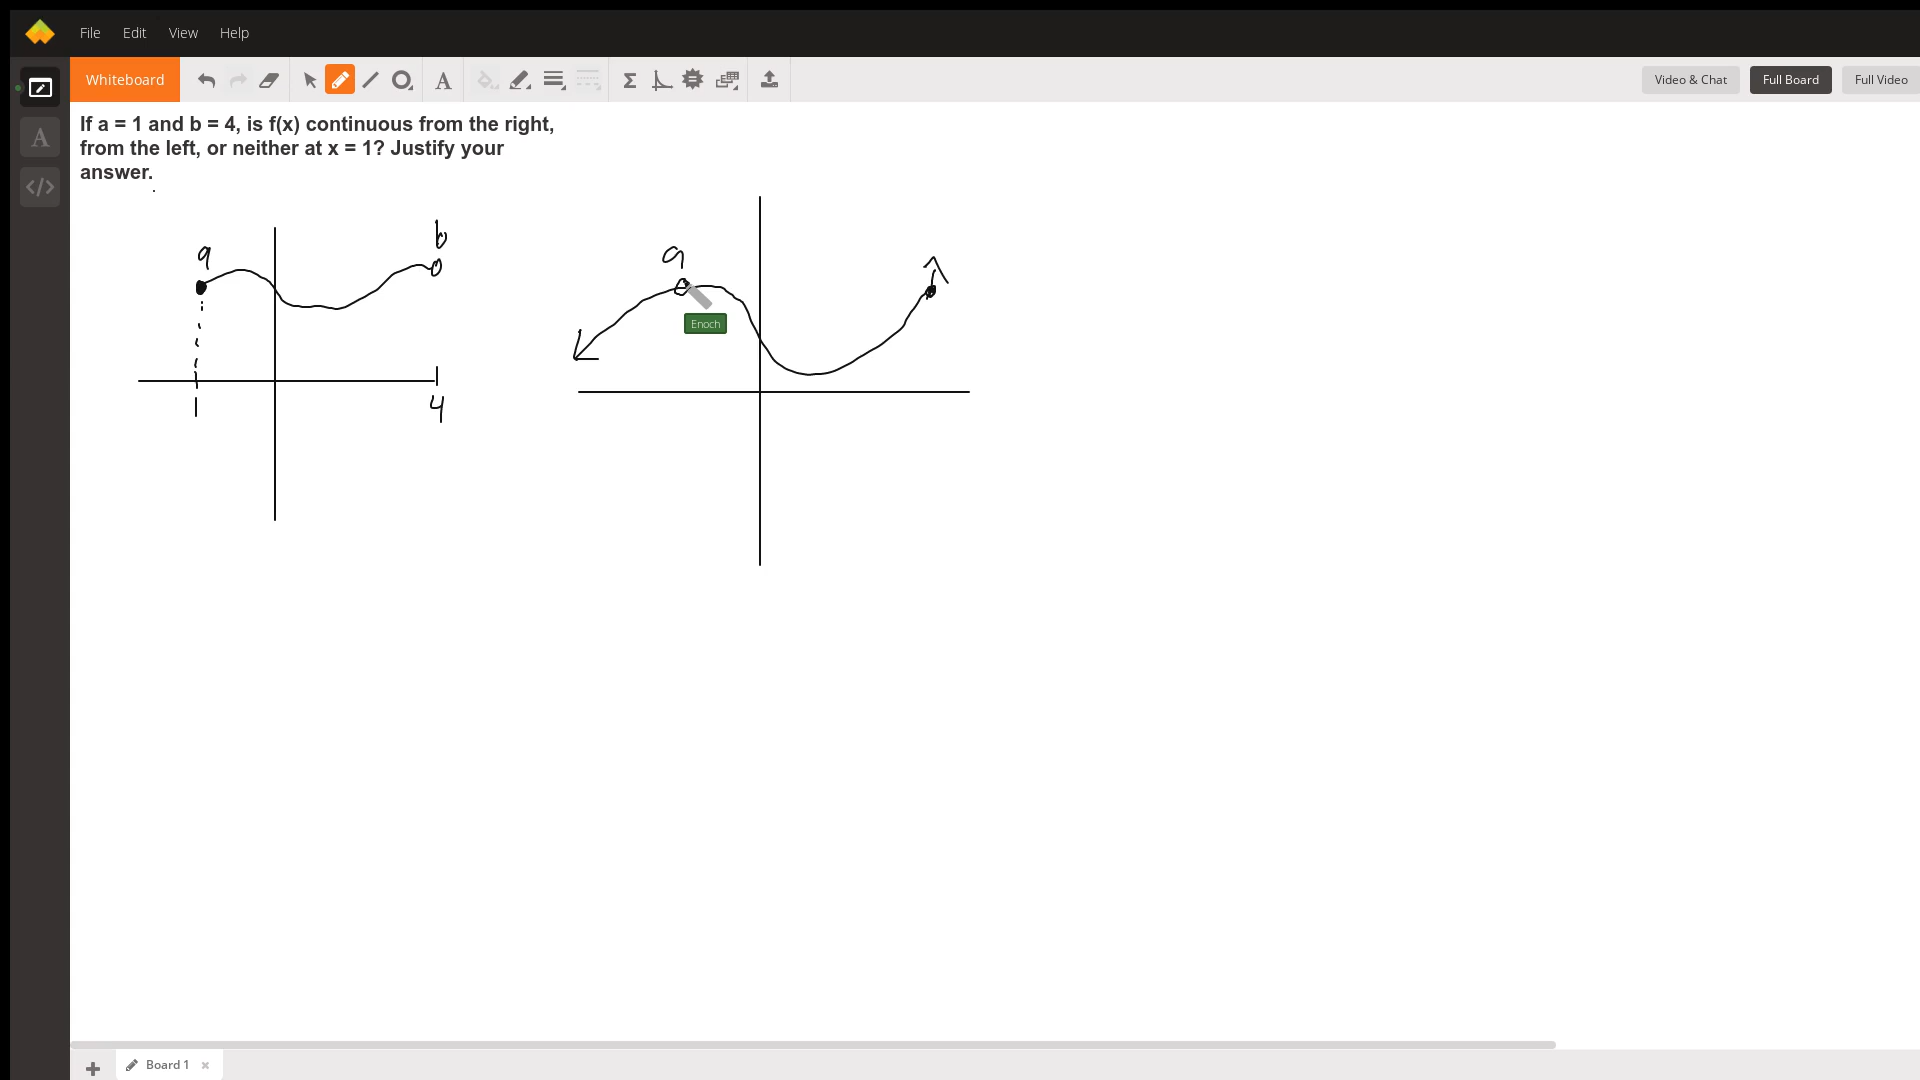 File Edit View Help
Whiteboard
Video & Chat Full Board Full Video
If a = 1 and b = 4, is f(x) continuous from the right,
from the left, or neither at x = 1? Justify your
answer.
a
b
1
4
a
Enoch
Board 1